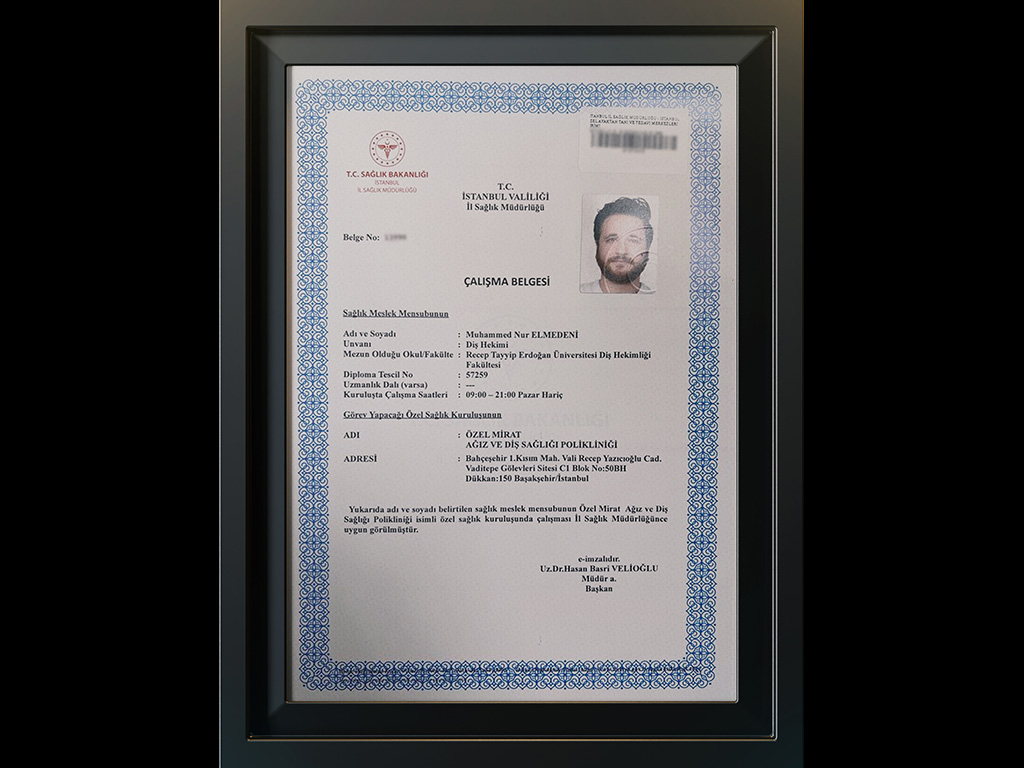 T.C. SAĞLIK BAKANLIĞI
İSTANBUL
İL SAĞLIK MÜDÜRLÜĞÜ
T.C.
İSTANBUL VALİLİĞİ
İl Sağlık Müdürlüğü
Belge No:
ÇALIŞMA BELGESİ
Sağlık Meslek Mensubunun
Adı ve Soyadı : Muhammed Nur ELMEDENİ
Unvanı : Diş Hekimi
Mezun Olduğu Okul/Fakülte : Recep Tayyip Erdoğan Üniversitesi Diş Hekimliği
Fakültesi
Diploma Tescil No : 57259
Uzmanlık Dalı (varsa) : ---
Kuruluşta Çalışma Saatleri : 09:00 – 21:00 Pazar Hariç
Görev Yapacağı Özel Sağlık Kuruluşunun
ADI : ÖZEL MİRAT
AĞIZ VE DİŞ SAĞLIĞI POLİKLİNİĞİ
ADRESİ : Bahçeşehir 1.Kısım Mah. Vali Recep Yazıcıoğlu Cad.
Vaditepe Gölevleri Sitesi C1 Blok No:50BH
Dükkan:150 Başakşehir/İstanbul
Yukarıda adı ve soyadı belirtilen sağlık meslek mensubunun Özel Mirat Ağız ve Diş
Sağlığı Polikliniği isimli özel sağlık kuruluşunda çalışması İl Sağlık Müdürlüğünce
uygun görülmüştür.
e-imzalıdır.
Uz.Dr.Hasan Basri VELİOĞLU
Müdür a.
Başkan